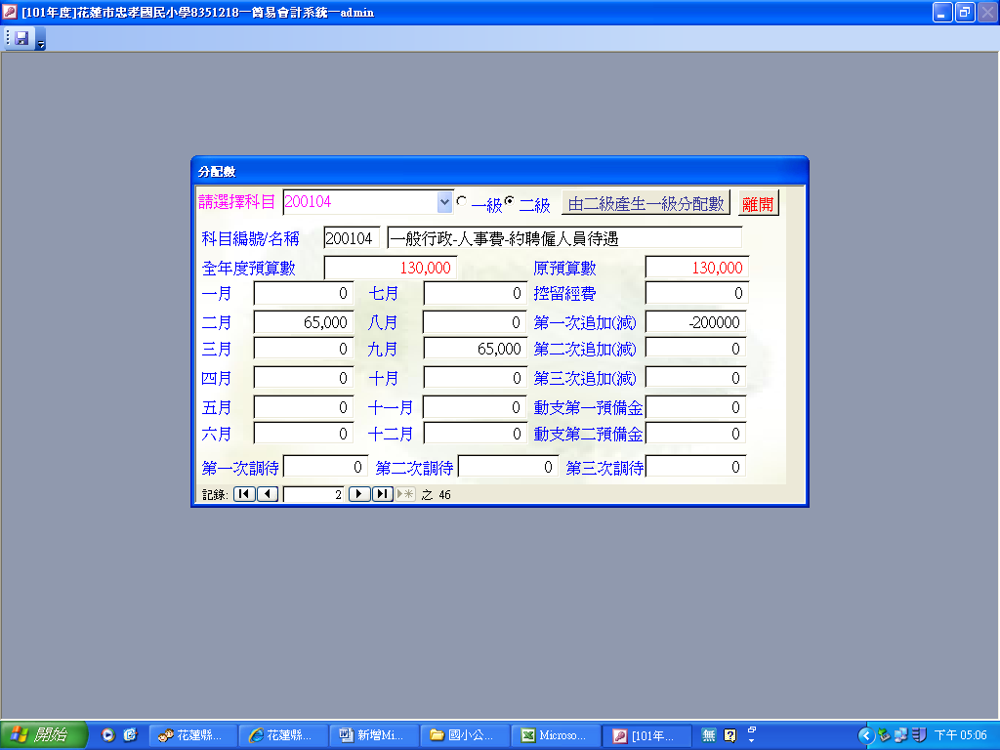 [101年度]花蓮市忠孝國民小學8351218—簡易會計系統—admin
分配數
請選擇科目 200104 一級 二級 由二級產生一級分配數 離開
科目編號/名稱 200104 一般行政-人事費-約聘僱人員待遇
全年度預算數 130,000 原預算數 130,000
一月 0 七月 0 控留經費 0
二月 65,000 八月 0 第一次追加(減) -200000
三月 0 九月 65,000 第二次追加(減) 0
四月 0 十月 0 第三次追加(減) 0
五月 0 十一月 0 動支第一預備金 0
六月 0 十二月 0 動支第二預備金 0
第一次調待 0 第二次調待 0 第三次調待 0
記錄: 2 之 46
開始 花蓮縣... 花蓮縣... 新增Mi... 國小公... Microso... [101年... 無 下午 05:06